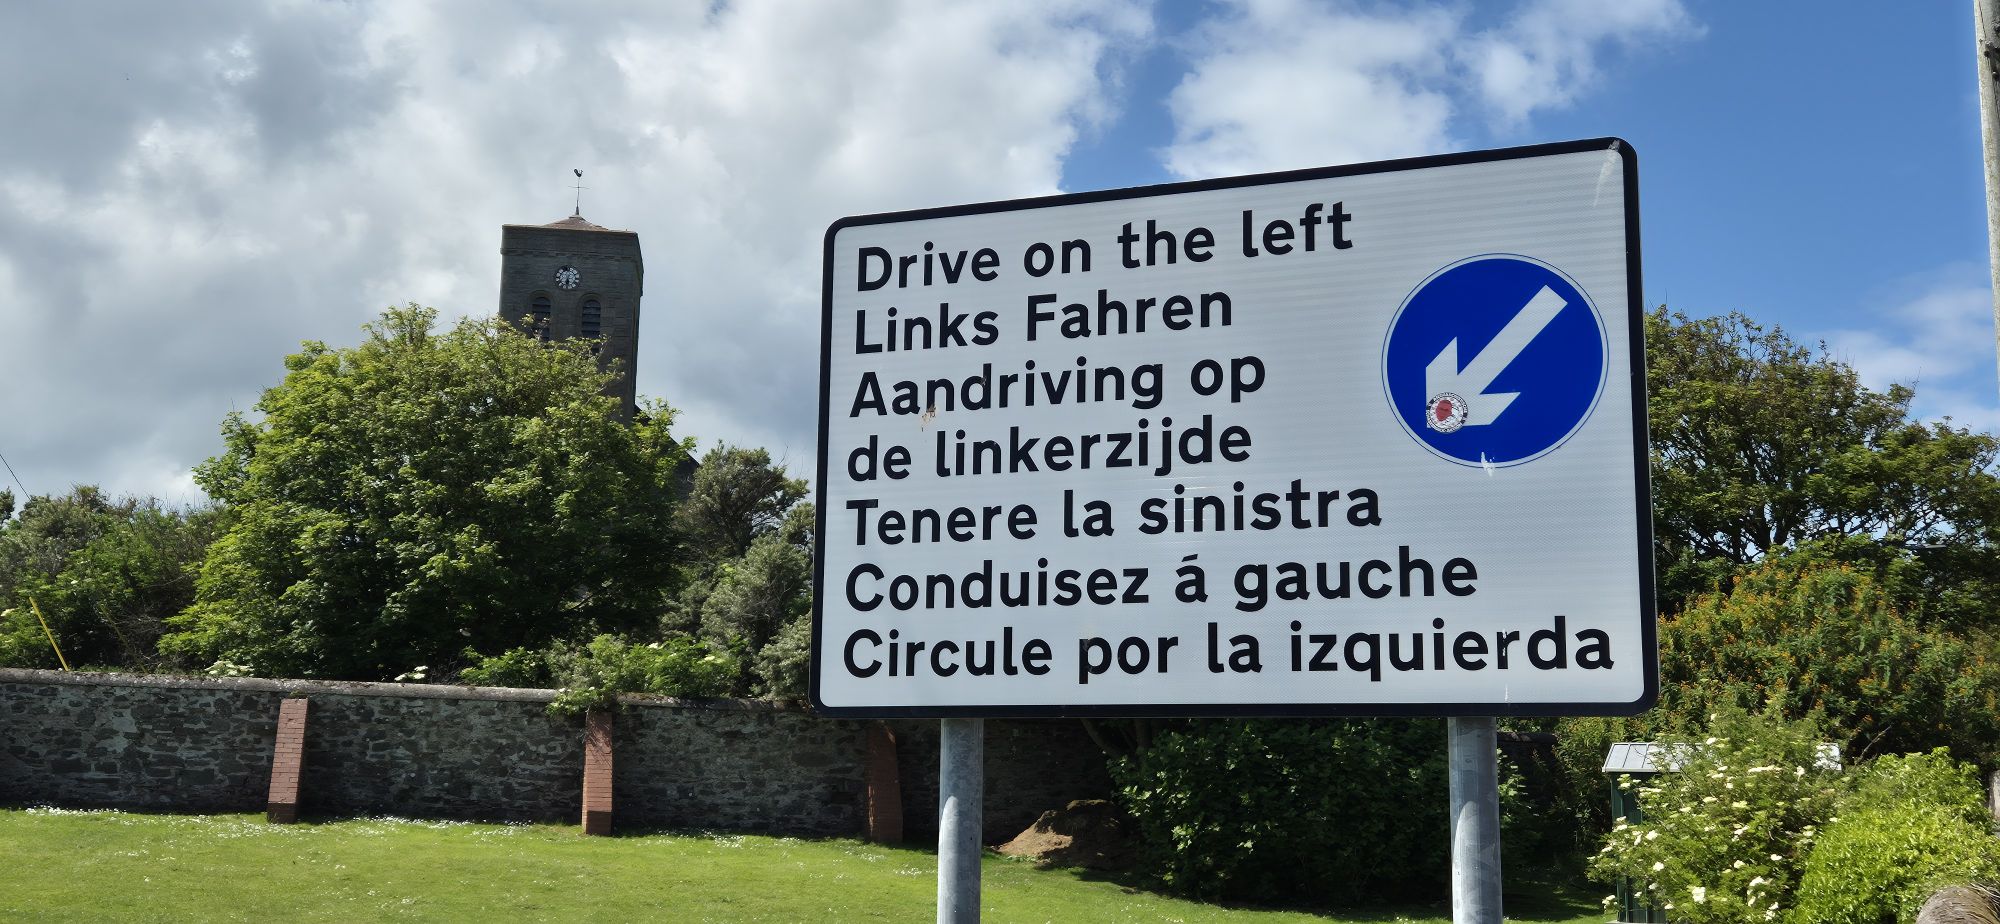 Drive on the left
Links Fahren
Aandriving op
de linkerzijde
Tenere la sinistra
Conduisez á gauche
Circule por la izquierda